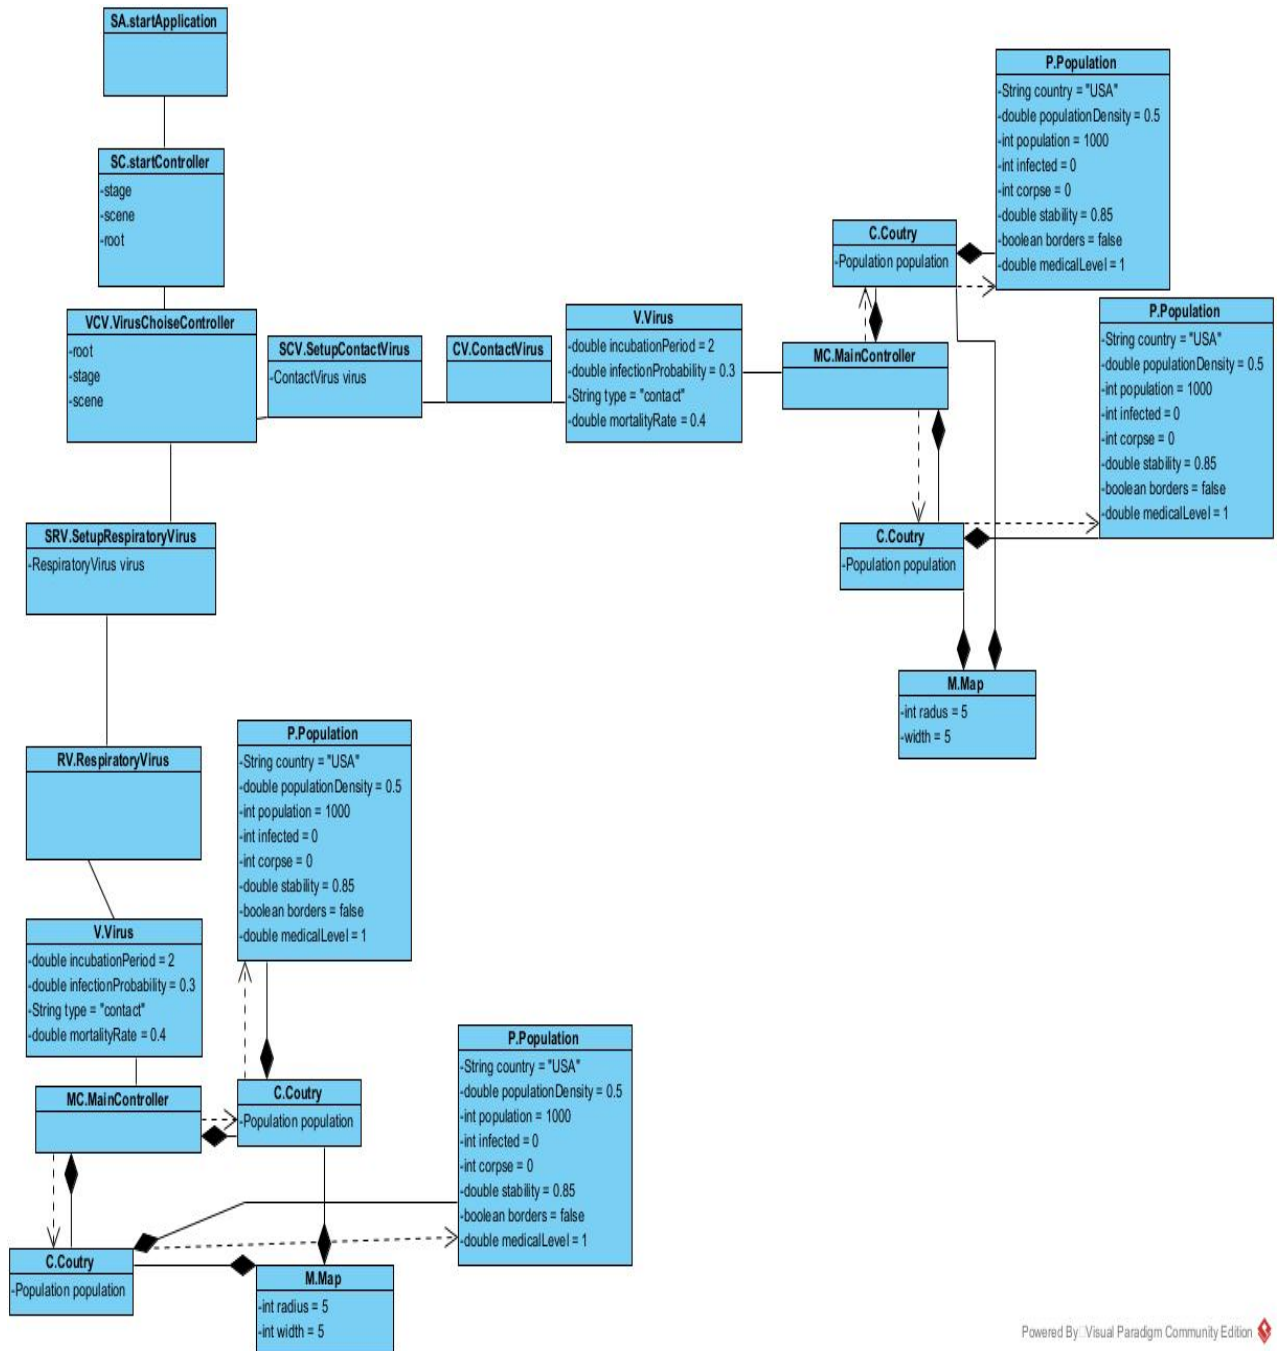 SA.startApplication
SC.startController
-stage
-scene
-root
VCV.VirusChoiseController
-root
-stage
-scene
SCV.SetupContactVirus
-ContactVirus virus
CV.ContactVirus
V.Virus
-double incubationPeriod = 2
-double infectionProbability = 0.3
-String type = "contact"
-double mortalityRate = 0.4
MC.MainController
C.Coutry
-Population population
P.Population
-String country = "USA"
-double populationDensity = 0.5
-int population = 1000
-int infected = 0
-int corpse = 0
-double stability = 0.85
-boolean borders = false
-double medicalLevel = 1
P.Population
-String country = "USA"
-double populationDensity = 0.5
-int population = 1000
-int infected = 0
-int corpse = 0
-double stability = 0.85
-boolean borders = false
-double medicalLevel = 1
C.Coutry
-Population population
M.Map
-int radus = 5
-width = 5
SRV.SetupRespiratoryVirus
-RespiratoryVirus virus
RV.RespiratoryVirus
V.Virus
-double incubationPeriod = 2
-double infectionProbability = 0.3
-String type = "contact"
-double mortalityRate = 0.4
MC.MainController
P.Population
-String country = "USA"
-double populationDensity = 0.5
-int population = 1000
-int infected = 0
-int corpse = 0
-double stability = 0.85
-boolean borders = false
-double medicalLevel = 1
C.Coutry
-Population population
P.Population
-String country = "USA"
-double populationDensity = 0.5
-int population = 1000
-int infected = 0
-int corpse = 0
-double stability = 0.85
-boolean borders = false
-double medicalLevel = 1
C.Coutry
-Population population
M.Map
-int radius = 5
-int width = 5
Powered By Visual Paradigm Community Edition